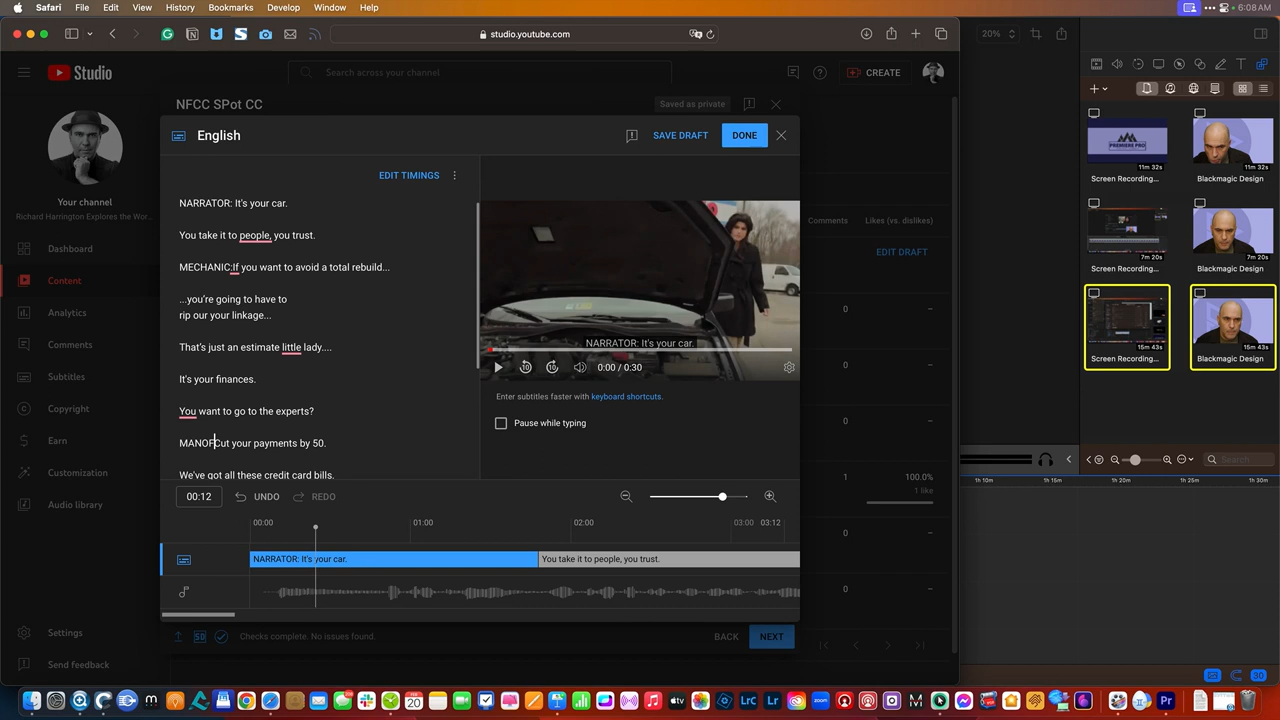 Safari File Edit View History Bookmarks Develop Window Help 6:08 AM
studio.youtube.com
20%
Studio
Search across your channel
CREATE
NFCC SPot CC
Saved as private
English
SAVE DRAFT
DONE
EDIT TIMINGS
NARRATOR: It's your car.
You take it to people, you trust.
MECHANIC:If you want to avoid a total rebuild...
...you're going to have to
rip our your linkage...
That's just an estimate little lady....
It's your finances.
You want to go to the experts?
MANOFCut your payments by 50.
We've got all these credit card bills.
NARRATOR: It's your car.
0:00 / 0:30
Enter subtitles faster with keyboard shortcuts.
Pause while typing
00:12
UNDO
REDO
00:00 01:00 02:00 03:00 03:12
NARRATOR: It's your car.
You take it to people, you trust.
SD
Checks complete. No issues found.
BACK
NEXT
Your channel
Richard Harrington Explores the Wor...
Dashboard
Content
Analytics
Comments
Subtitles
Copyright
Earn
Customization
Audio library
Settings
Send feedback
Comments
Likes (vs. dislikes)
EDIT DRAFT
0 –
0 –
0 –
1 100.0%
1 like
0 –
0 –
PREMIERE PRO
11m 32s
11m 32s
Screen Recording...
Blackmagic Design
7m 20s
7m 20s
Screen Recording...
Blackmagic Design
15m 43s
15m 43s
Screen Recording...
Blackmagic Design
Search
1h 10m 1h 15m 1h 20m 1h 25m 1h 30m
30
FEB
20
tv
LrC
Lr
zoom
M
Pr